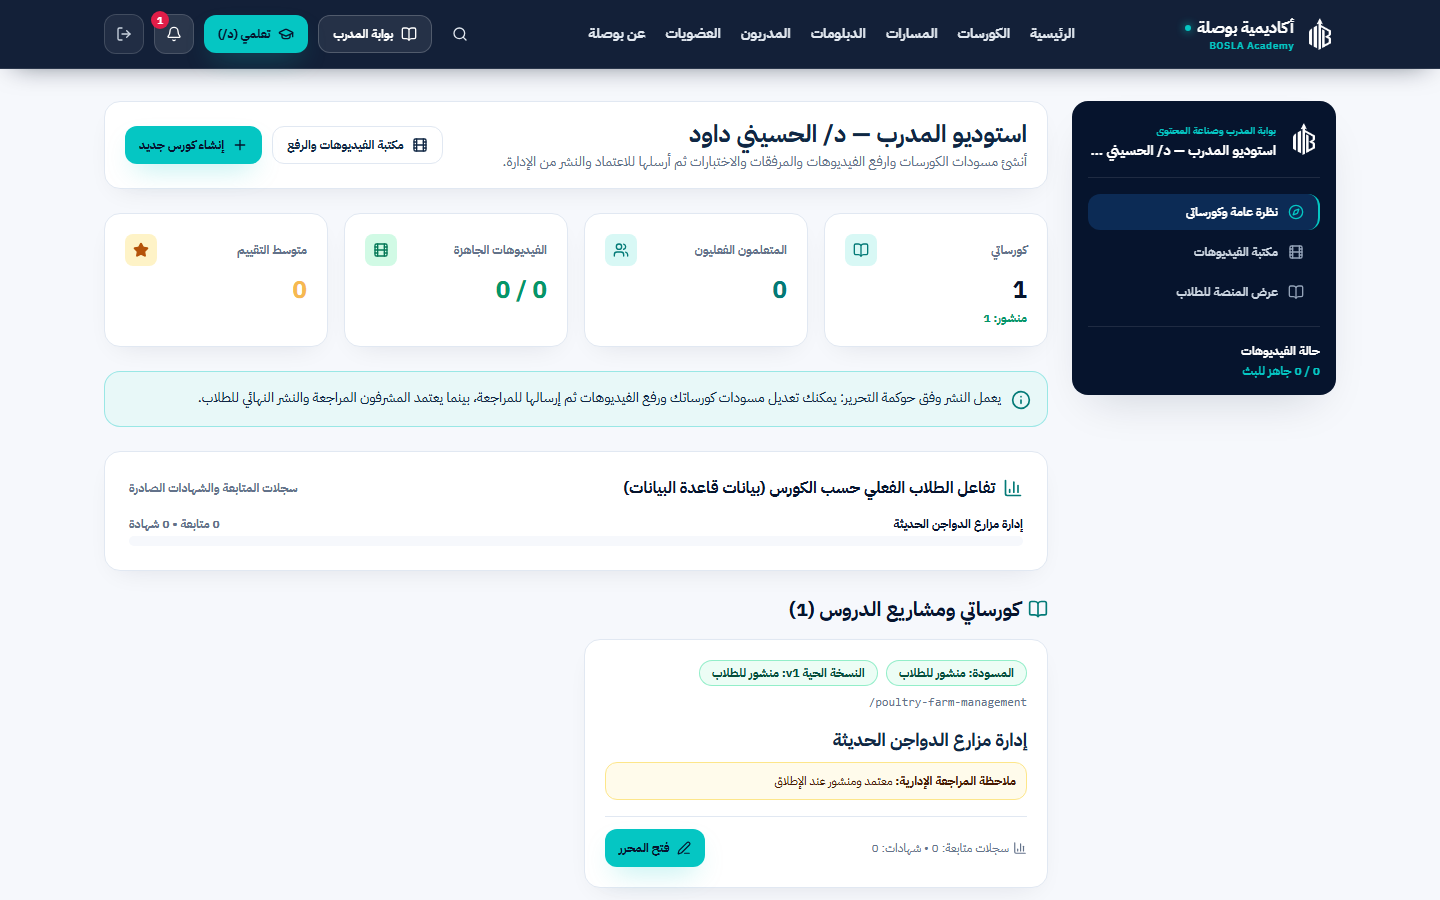 أكاديمية بوصلة
BOSLA Academy
الرئيسية
الكورسات
المسارات
الدبلومات
المدربون
العضويات
عن بوصلة
بوابة المدرب
تعلمي (د/)
1
بوابة المدرب وصناعة المحتوى
استوديو المدرب — د/ الحسيني ...
نظرة عامة وكورساتي
مكتبة الفيديوهات
عرض المنصة للطلاب
حالة الفيديوهات
0 / 0 جاهز للبث
استوديو المدرب — د/ الحسيني داود
أنشئ مسودات الكورسات وارفع الفيديوهات والمرفقات والاختبارات ثم أرسلها للاعتماد والنشر من الإدارة.
مكتبة الفيديوهات والرفع
إنشاء كورس جديد
كورساتي
1
منشور: 1
المتعلمون الفعليون
0
الفيديوهات الجاهزة
0 / 0
متوسط التقييم
0
يعمل النشر وفق حوكمة التحرير: يمكنك تعديل مسودات كورساتك ورفع الفيديوهات ثم إرسالها للمراجعة، بينما يعتمد المشرفون المراجعة والنشر النهائي للطلاب.
تفاعل الطلاب الفعلي حسب الكورس (بيانات قاعدة البيانات)
سجلات المتابعة والشهادات الصادرة
إدارة مزارع الدواجن الحديثة
0 متابعة • 0 شهادة
كورساتي ومشاريع الدروس (1)
المسودة: منشور للطلاب
النسخة الحية v1: منشور للطلاب
/poultry-farm-management
إدارة مزارع الدواجن الحديثة
ملاحظة المراجعة الإدارية: معتمد ومنشور عند الإطلاق
سجلات متابعة: 0 • شهادات: 0
فتح المحرر